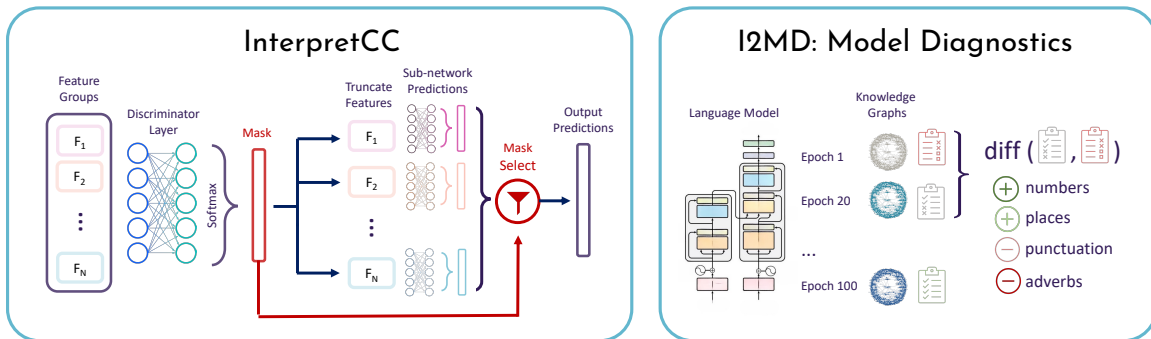 InterpretCC
Feature
Groups
F1
F2
...
FN
Discriminator
Layer
Softmax
Mask
Truncate
Features
F1
F2
...
FN
Sub-network
Predictions
Mask
Select
Output
Predictions
I2MD: Model Diagnostics
Language Model
Knowledge
Graphs
Epoch 1
Epoch 20
...
Epoch 100
diff ( , )
+ numbers
+ places
− punctuation
− adverbs